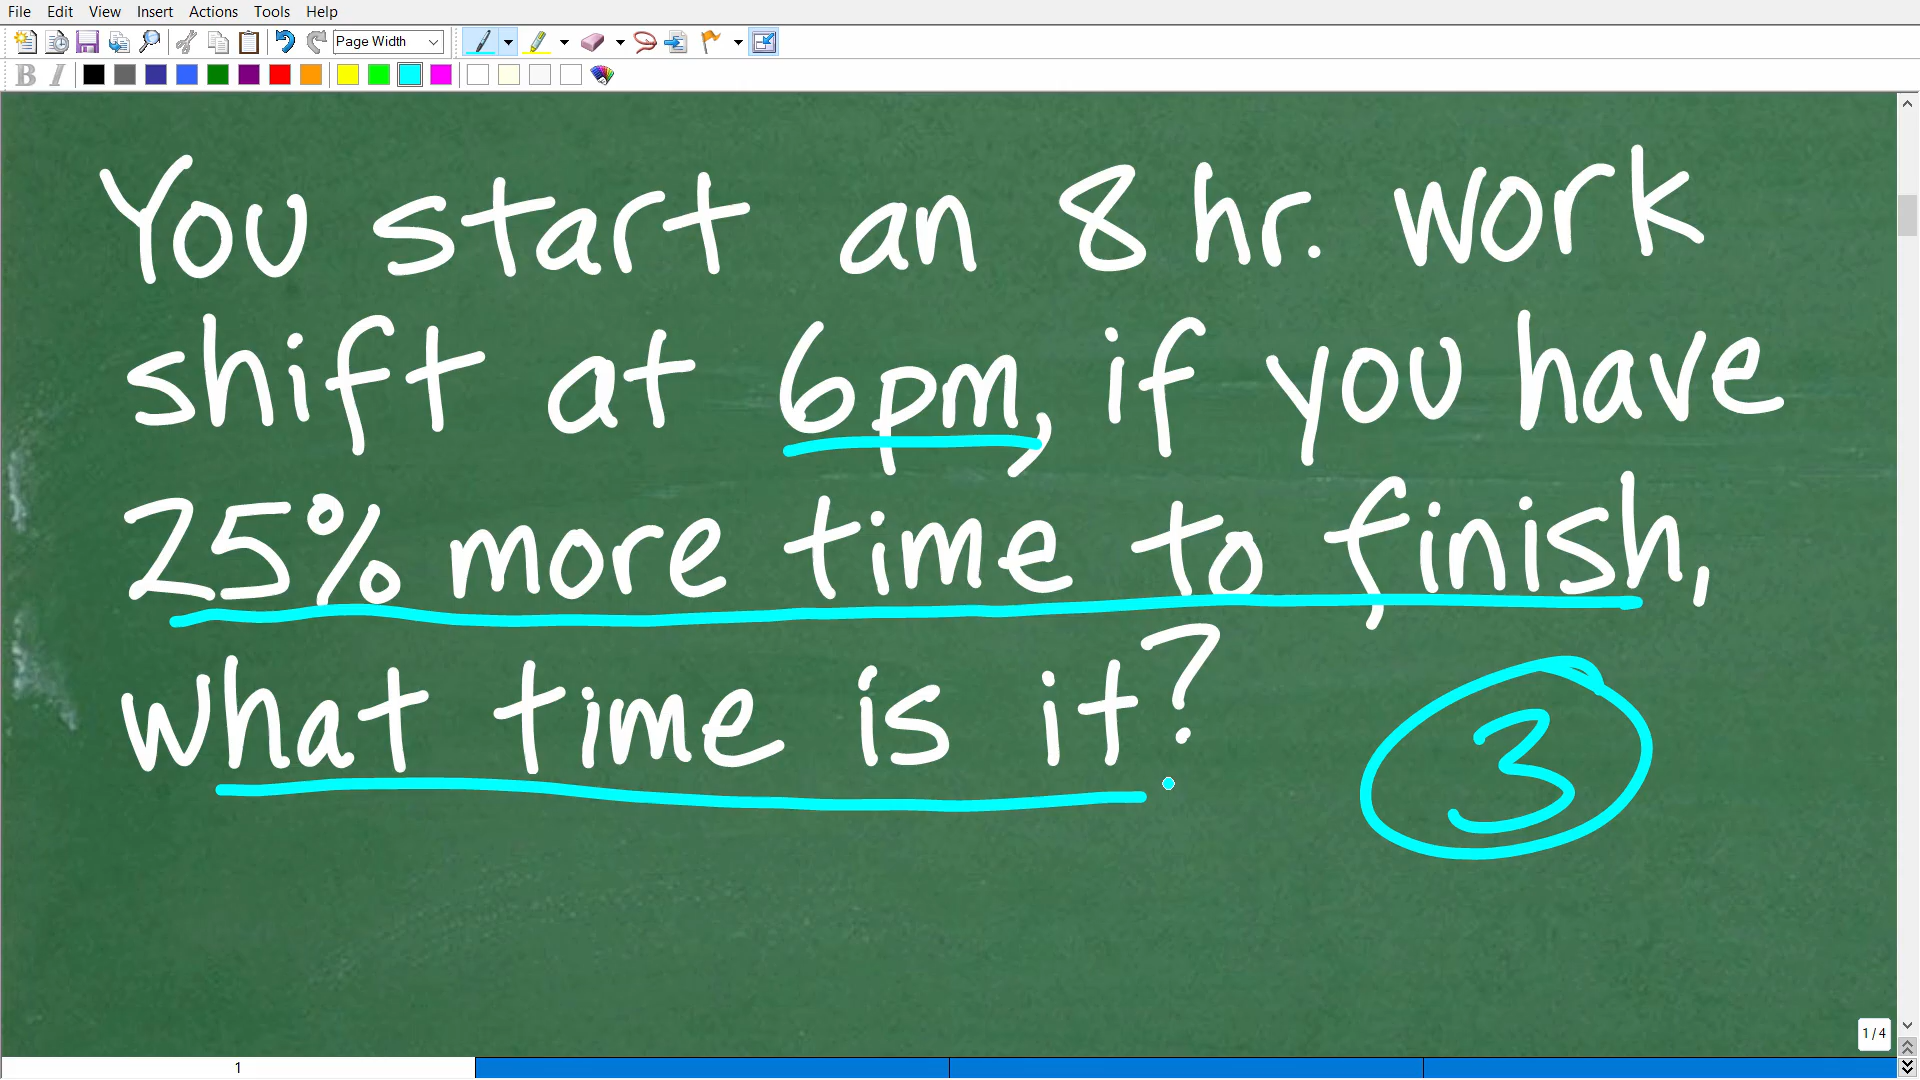 File Edit View Insert Actions Tools Help
Page Width
B I
You start an 8 hr. work
shift at 6pm, if you have
25% more time to finish,
what time is it?
3
1 / 4
1